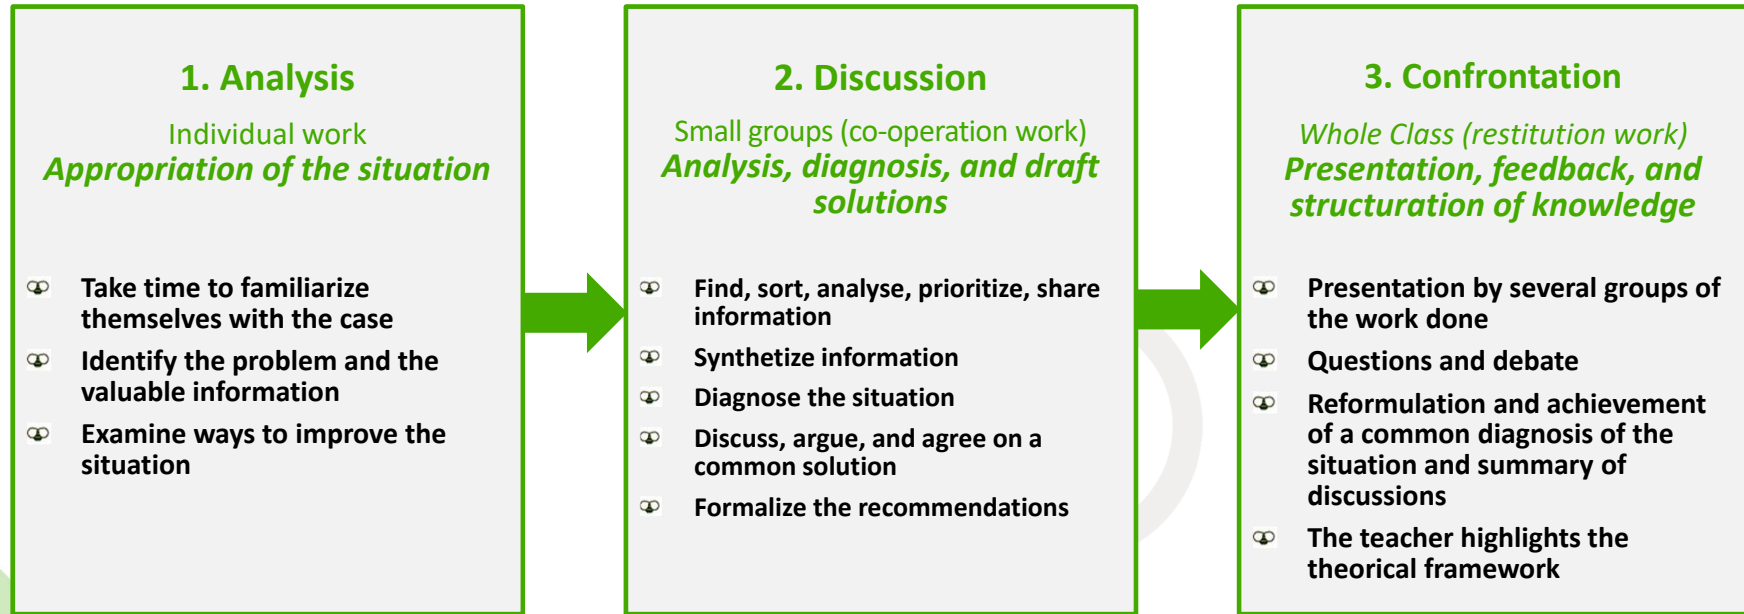 1. Analysis
Individual work
Appropriation of the situation
Take time to familiarize
themselves with the case
Identify the problem and the
valuable information
Examine ways to improve the
situation
2. Discussion
Small groups (co-operation work)
Analysis, diagnosis, and draft
solutions
Find, sort, analyse, prioritize, share
information
Synthetize information
Diagnose the situation
Discuss, argue, and agree on a
common solution
Formalize the recommendations
3. Confrontation
Whole Class (restitution work)
Presentation, feedback, and
structuration of knowledge
Presentation by several groups of
the work done
Questions and debate
Reformulation and achievement
of a common diagnosis of the
situation and summary of
discussions
The teacher highlights the
theorical framework